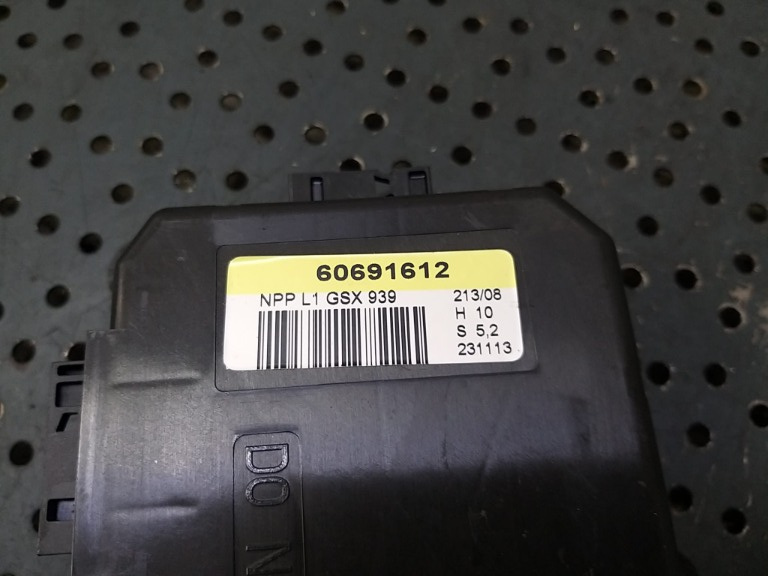 60691612
NPP L1 GSX 939
213/08
H 10
S 5,2
231113
DO N